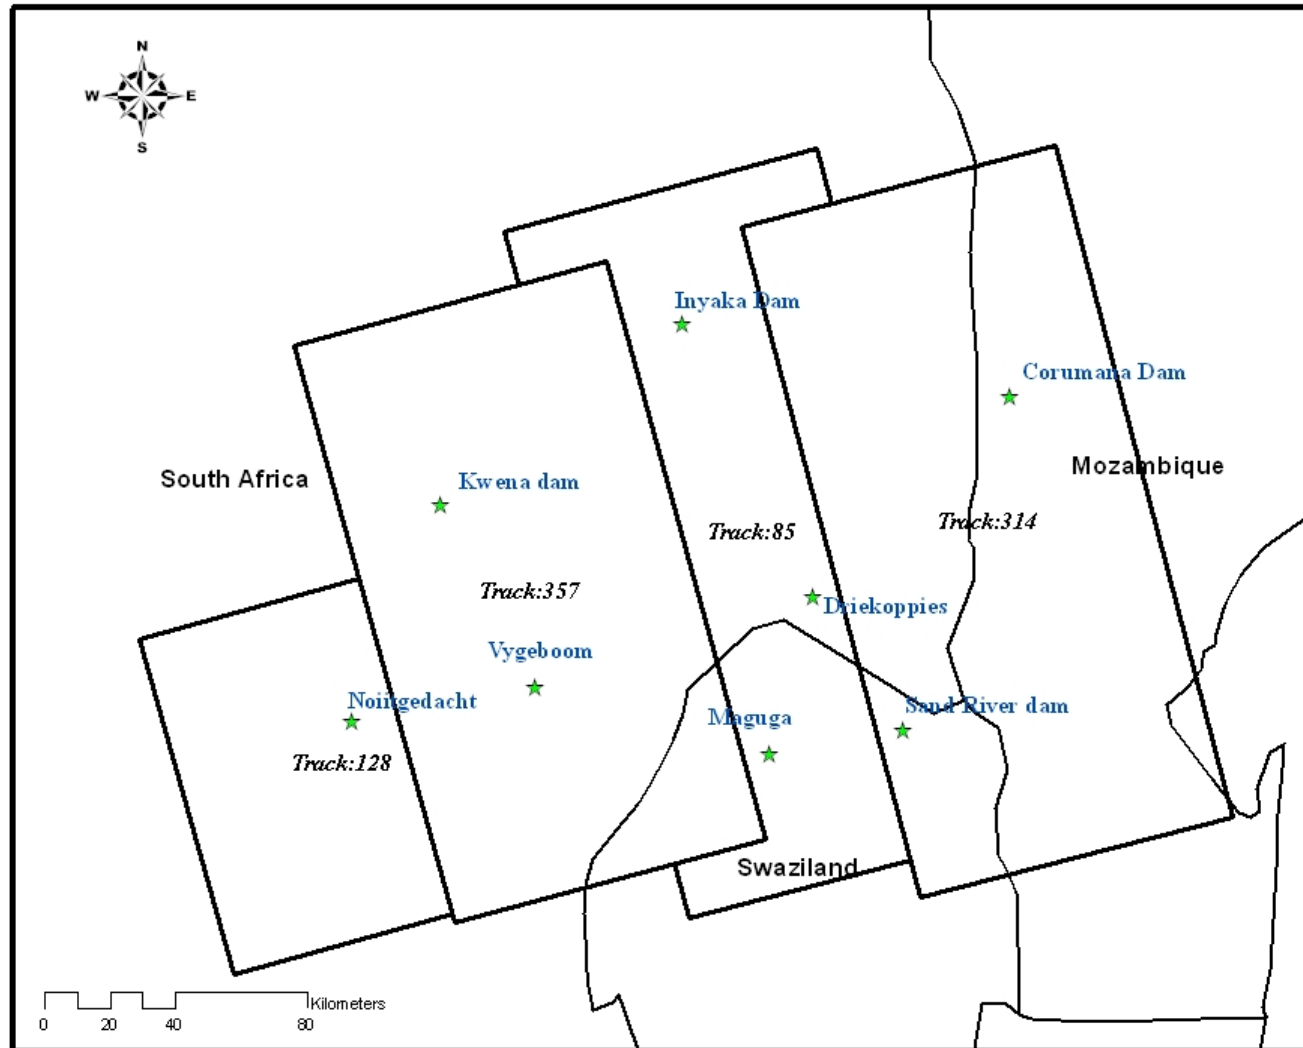 N
W E
S
Inyaka Dam
Corumana Dam
Mozambique
South Africa
Kwena dam
Track:85
Track:314
Track:357
Driekoppies
Vygeboom
Nointgedacht
Maguga
Sand River dam
Track:128
Swaziland
Kilometers
0 20 40 80